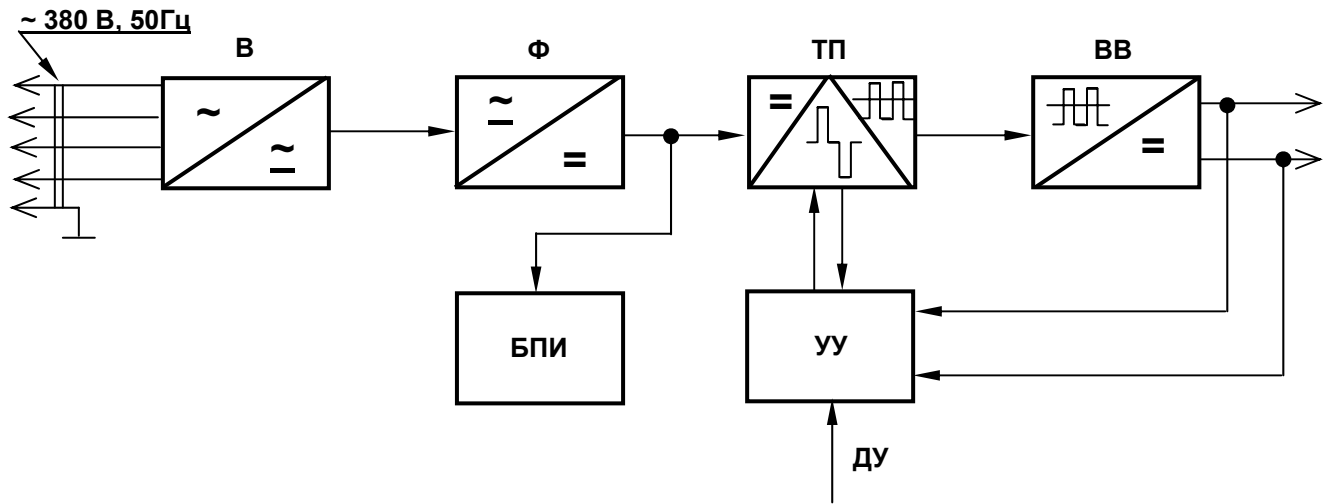 ~ 380 В, 50Гц
В
Ф
ТП
ВВ
~
~
~
=
=
=
БПИ
УУ
ДУ